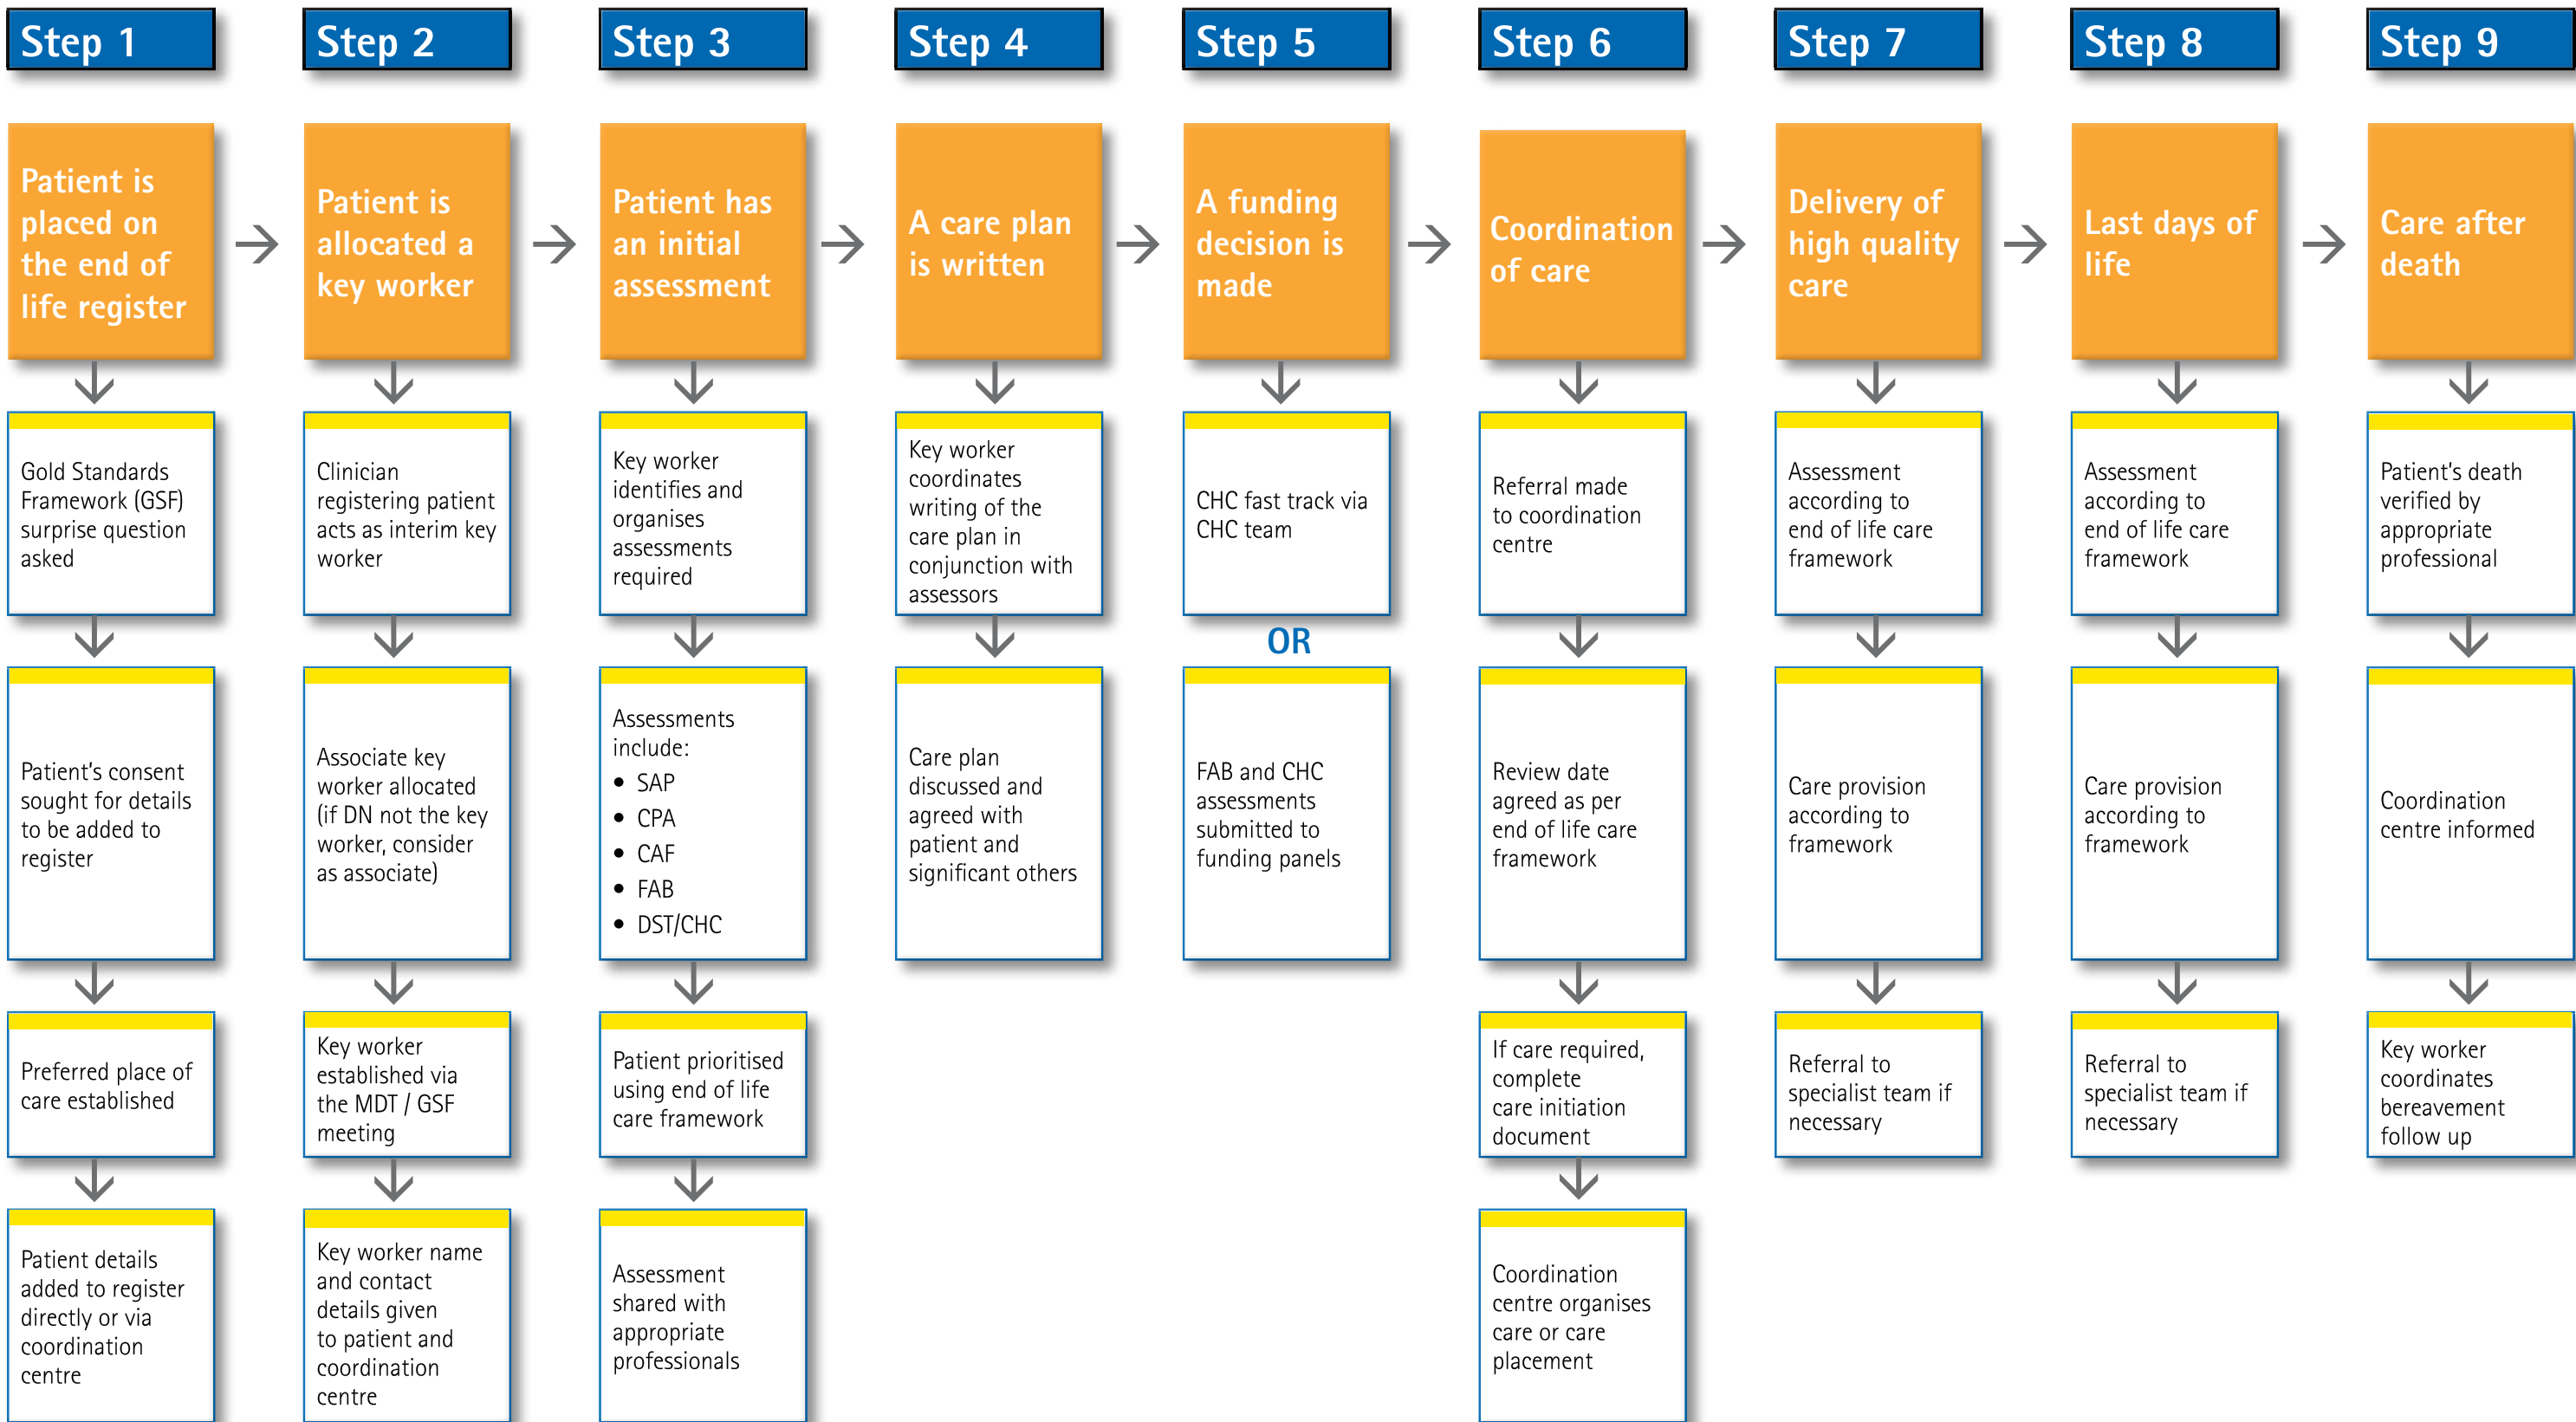 Step 1
Step 2
Step 3
Step 4
Step 5
Step 6
Step 7
Step 8
Step 9
Patient is
placed on
the end of
life register
Patient is
allocated a
key worker
Patient has
an initial
assessment
A care plan
is written
A funding
decision is
made
Coordination
of care
Delivery of
high quality
care
Last days of
life
Care after
death
Gold Standards
Framework (GSF)
surprise question
asked
Clinician
registering patient
acts as interim key
worker
Key worker
identifies and
organises
assessments
required
Key worker
coordinates
writing of the
care plan in
conjunction with
assessors
CHC fast track via
CHC team
Referral made
to coordination
centre
Assessment
according to
end of life care
framework
Assessment
according to
end of life care
framework
Patient's death
verified by
appropriate
professional
OR
Patient's consent
sought for details
to be added to
register
Associate key
worker allocated
(if DN not the key
worker, consider
as associate)
Assessments
include:
• SAP
• CPA
• CAF
• FAB
• DST/CHC
Care plan
discussed and
agreed with
patient and
significant others
FAB and CHC
assessments
submitted to
funding panels
Review date
agreed as per
end of life care
framework
Care provision
according to
framework
Care provision
according to
framework
Coordination
centre informed
Preferred place of
care established
Key worker
established via
the MDT / GSF
meeting
Patient prioritised
using end of life
care framework
If care required,
complete
care initiation
document
Referral to
specialist team if
necessary
Referral to
specialist team if
necessary
Key worker
coordinates
bereavement
follow up
Patient details
added to register
directly or via
coordination
centre
Key worker name
and contact
details given
to patient and
coordination
centre
Assessment
shared with
appropriate
professionals
Coordination
centre organises
care or care
placement